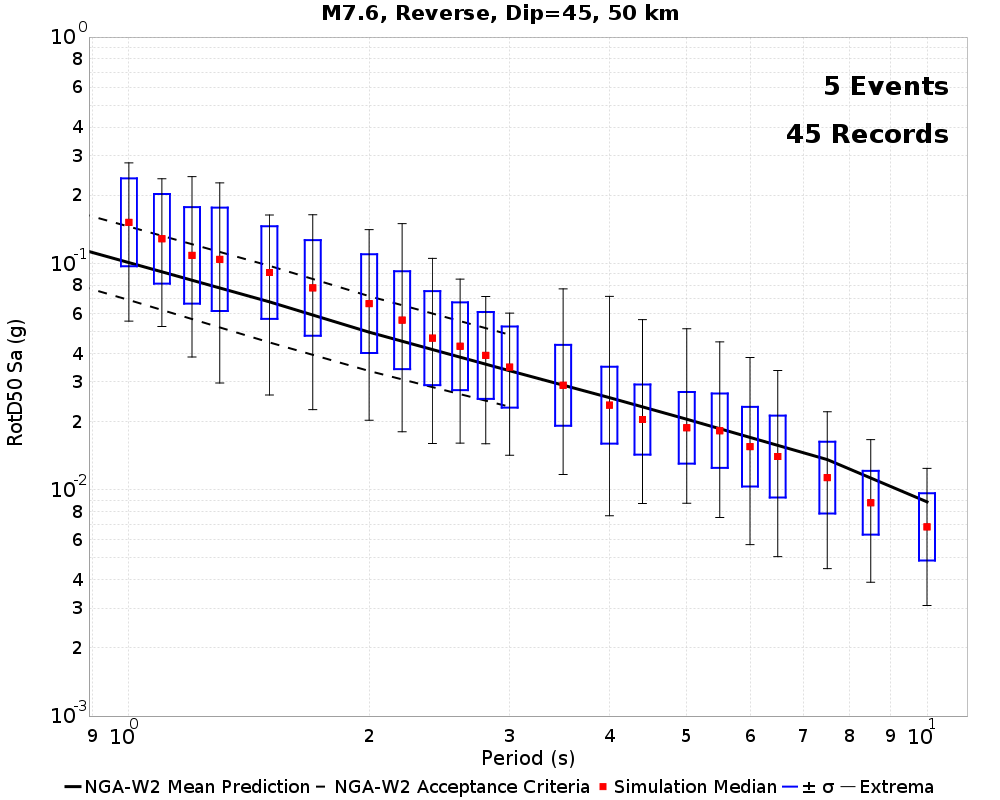 M7.6, Reverse, Dip=45, 50 km
5 Events
45 Records
RotD50 Sa (g)
10^0
8
6
4
3
2
10^-1
8
6
4
3
2
10^-2
8
6
4
3
2
10^-3
9 10^0 2 3 4 5 6 7 8 9 10^1
Period (s)
NGA-W2 Mean Prediction NGA-W2 Acceptance Criteria Simulation Median ± σ Extrema